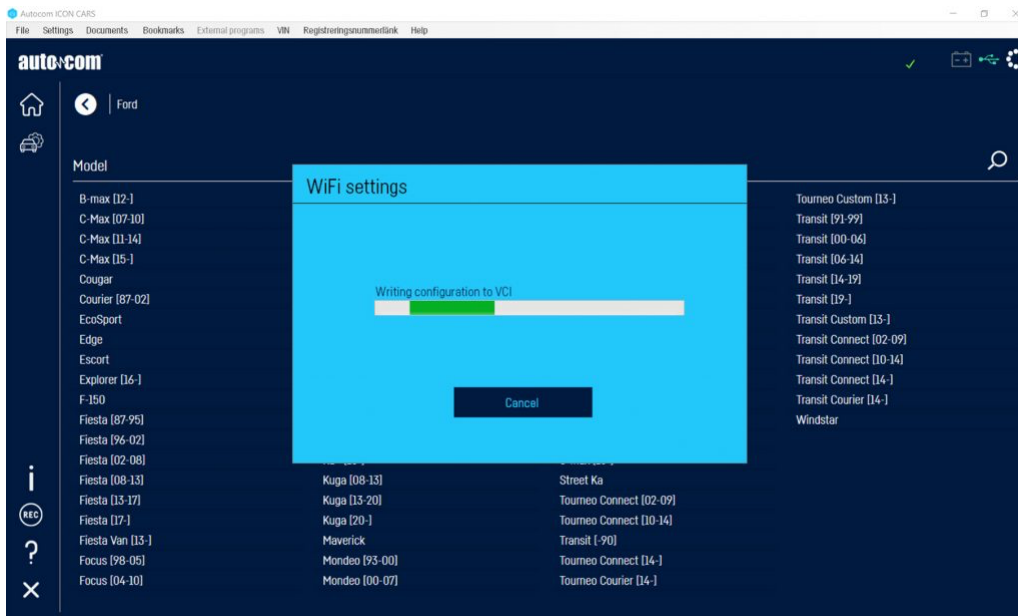 Autocom ICON CARS
File Settings Documents Bookmarks External programs VIN Registreringsnummerlänk Help
autocom
Ford
Model
WiFi settings
Writing configuration to VCI
Cancel
B-max [12-]
C-Max [07-10]
C-Max [11-14]
C-Max [15-]
Cougar
Courier [87-02]
EcoSport
Edge
Escort
Explorer [16-]
F-150
Fiesta [87-95]
Fiesta [96-02]
Fiesta [02-08]
Fiesta [08-13]
Fiesta [13-17]
Fiesta [17-]
Fiesta Van [13-]
Focus [98-05]
Focus [04-10]
Kuga [08-13]
Kuga [13-20]
Kuga [20-]
Maverick
Mondeo [93-00]
Mondeo [00-07]
Street Ka
Tourneo Connect [02-09]
Tourneo Connect [10-14]
Transit [-90]
Tourneo Connect [14-]
Tourneo Courier [14-]
Tourneo Custom [13-]
Transit [91-99]
Transit [00-06]
Transit [06-14]
Transit [14-19]
Transit [19-]
Transit Custom [13-]
Transit Connect [02-09]
Transit Connect [10-14]
Transit Connect [14-]
Transit Courier [14-]
Windstar
REC